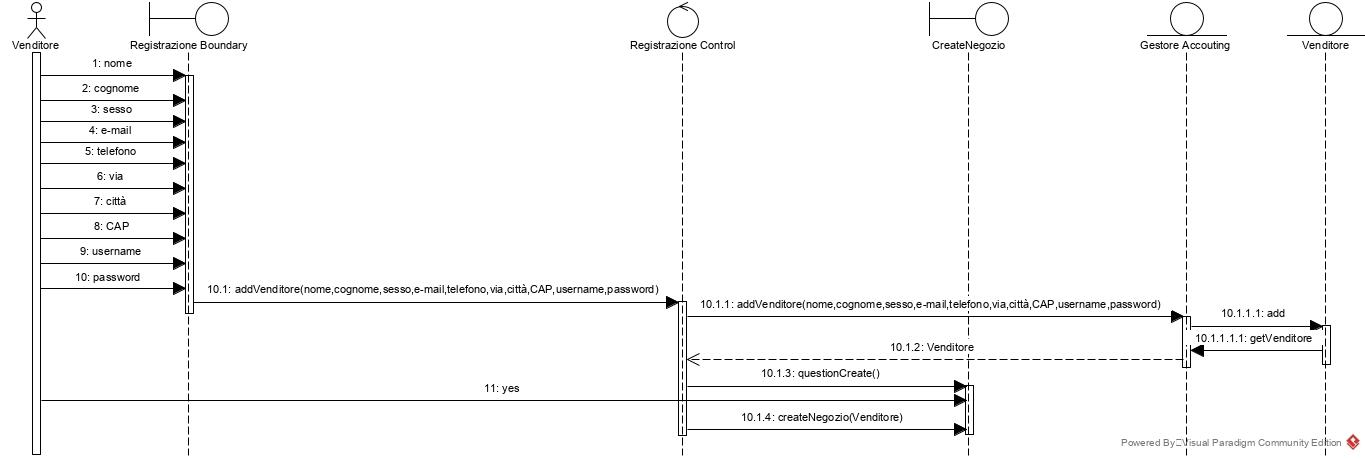 Venditore
Registrazione Boundary
Registrazione Control
CreateNegozio
Gestore Accouting
Venditore
1: nome
2: cognome
3: sesso
4: e-mail
5: telefono
6: via
7: città
8: CAP
9: username
10: password
10.1: addVenditore(nome,cognome,sesso,e-mail,telefono,via,città,CAP,username,password)
10.1.1: addVenditore(nome,cognome,sesso,e-mail,telefono,via,città,CAP,username,password)
10.1.1.1: add
10.1.1.1.1: getVenditore
10.1.2: Venditore
10.1.3: questionCreate()
11: yes
10.1.4: createNegozio(Venditore)
Powered By Visual Paradigm Community Edition